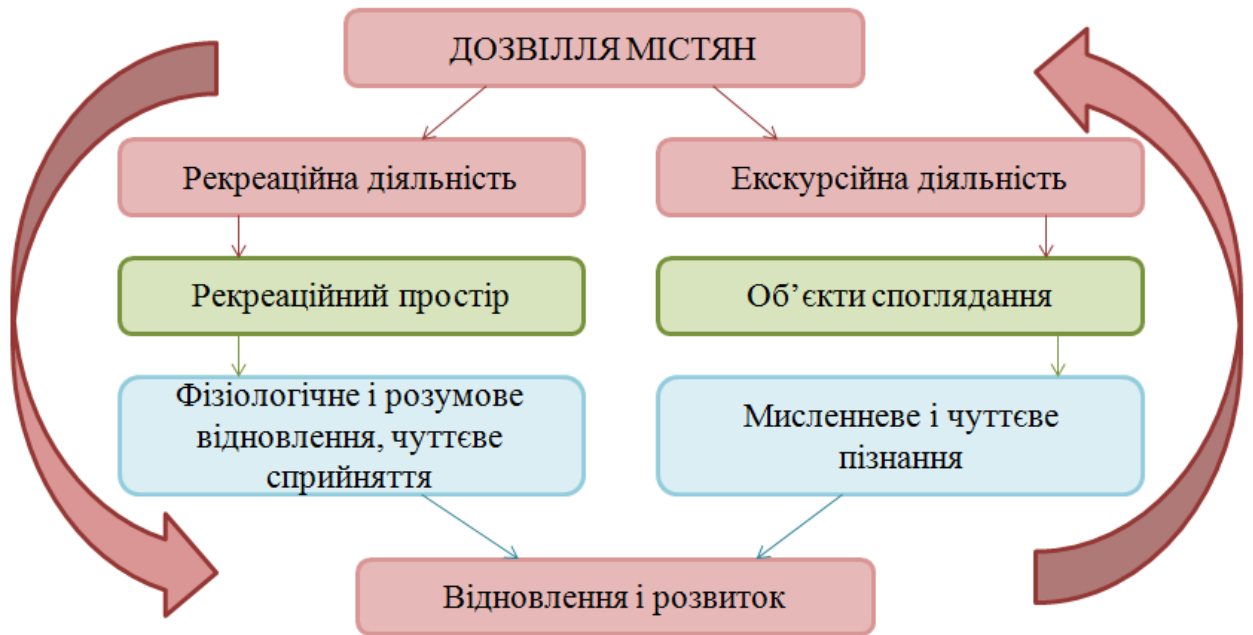 ДОЗВІЛЛЯ МІСТЯН
Рекреаційна діяльність
Екскурсійна діяльність
Рекреаційний простір
Об’єкти споглядання
Фізіологічне і розумове
відновлення, чуттєве
сприйняття
Мисленнєве і чуттєве
пізнання
Відновлення і розвиток